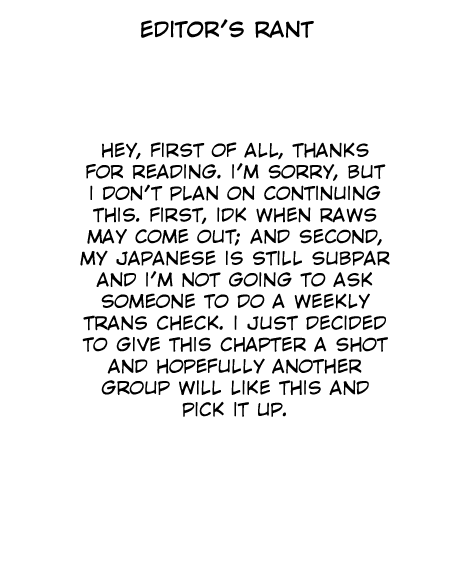 EDITOR'S RANT
HEY, FIRST OF ALL, THANKS
FOR READING. I'M SORRY, BUT
I DON'T PLAN ON CONTINUING
THIS. FIRST, IDK WHEN RAWS
MAY COME OUT; AND SECOND,
MY JAPANESE IS STILL SUBPAR
AND I'M NOT GOING TO ASK
SOMEONE TO DO A WEEKLY
TRANS CHECK. I JUST DECIDED
TO GIVE THIS CHAPTER A SHOT
AND HOPEFULLY ANOTHER
GROUP WILL LIKE THIS AND
PICK IT UP.